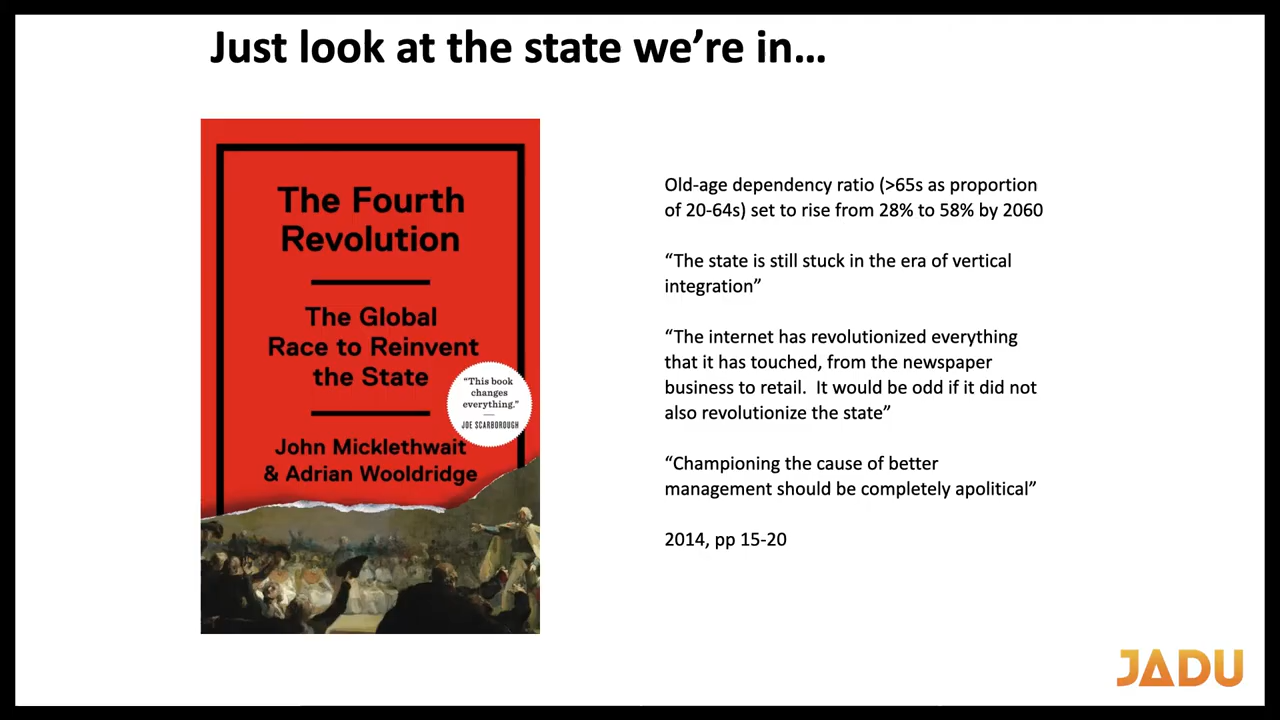 Just look at the state we're in...
The Fourth
Revolution
The Global
Race to Reinvent
the State
“This book
changes
everything.”
JOE SCARBOROUGH
John Micklethwait
& Adrian Wooldridge
Old-age dependency ratio (>65s as proportion
of 20-64s) set to rise from 28% to 58% by 2060
“The state is still stuck in the era of vertical
integration”
“The internet has revolutionized everything
that it has touched, from the newspaper
business to retail.  It would be odd if it did not
also revolutionize the state”
“Championing the cause of better
management should be completely apolitical”
2014, pp 15-20
JADU